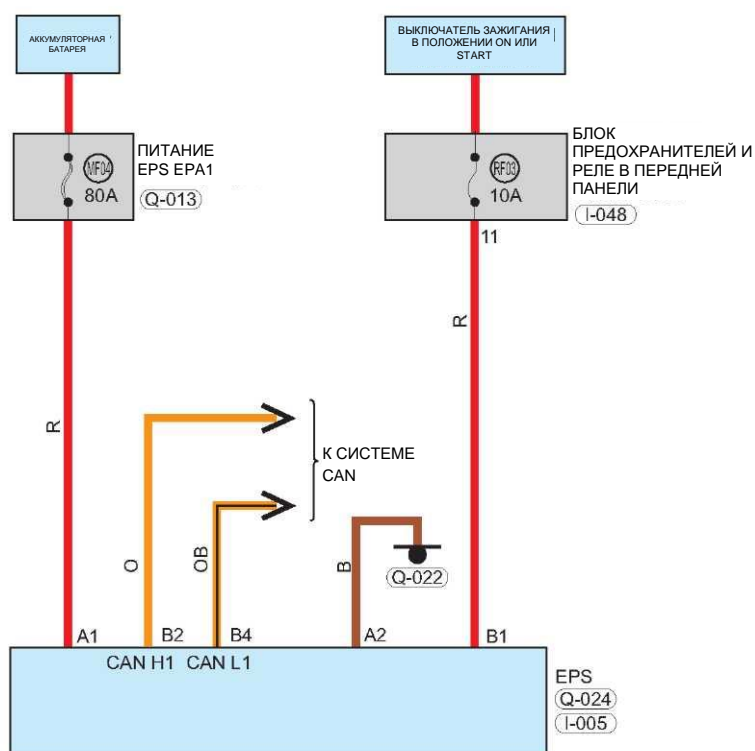 АККУМУЛЯТОРНАЯ
БАТАРЕЯ
ВЫКЛЮЧАТЕЛЬ ЗАЖИГАНИЯ
В ПОЛОЖЕНИИ ON ИЛИ
START
MF04
80A
ПИТАНИЕ
EPS EPA1
Q-013
RF03
10A
БЛОК
ПРЕДОХРАНИТЕЛЕЙ И
РЕЛЕ В ПЕРЕДНЕЙ
ПАНЕЛИ
I-048
11
R
R
К СИСТЕМЕ
CAN
O
OB
B
Q-022
A1
B2
B4
A2
B1
CAN H1
CAN L1
EPS
Q-024
I-005